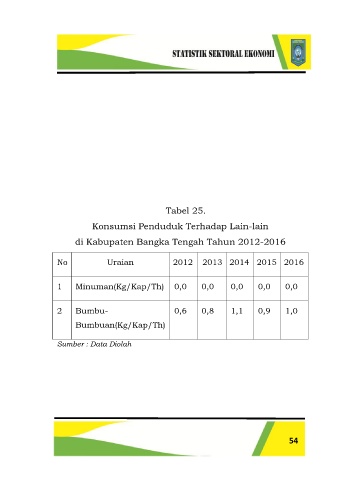 STATISTIK SEKTORAL EKONOMI
Tabel 25.
Konsumsi Penduduk Terhadap Lain-lain
di Kabupaten Bangka Tengah Tahun 2012-2016
No Uraian 2012 2013 2014 2015 2016
1 Minuman(Kg/Kap/Th) 0,0 0,0 0,0 0,0 0,0
2 Bumbu- 0,6 0,8 1,1 0,9 1,0
Bumbuan(Kg/Kap/Th)
Sumber : Data Diolah
54